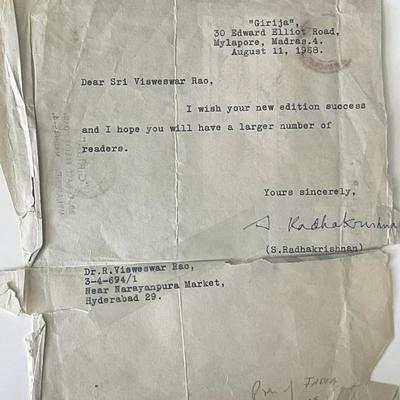 "Girija",
30 Edward Elliot Road,
Mylapore, Madras.4.
August 11, 1968.
Dear Sri Visweswar Rao,
I wish your new edition success
and I hope you will have a larger number of
readers.
Yours sincerely,
S Radhakrishnan
(S.Radhakrishnan)
Dr.R.Visweswar Rao,
3-4-694/1
Near Narayanpura Market,
Hyderabad 29.
INDIA